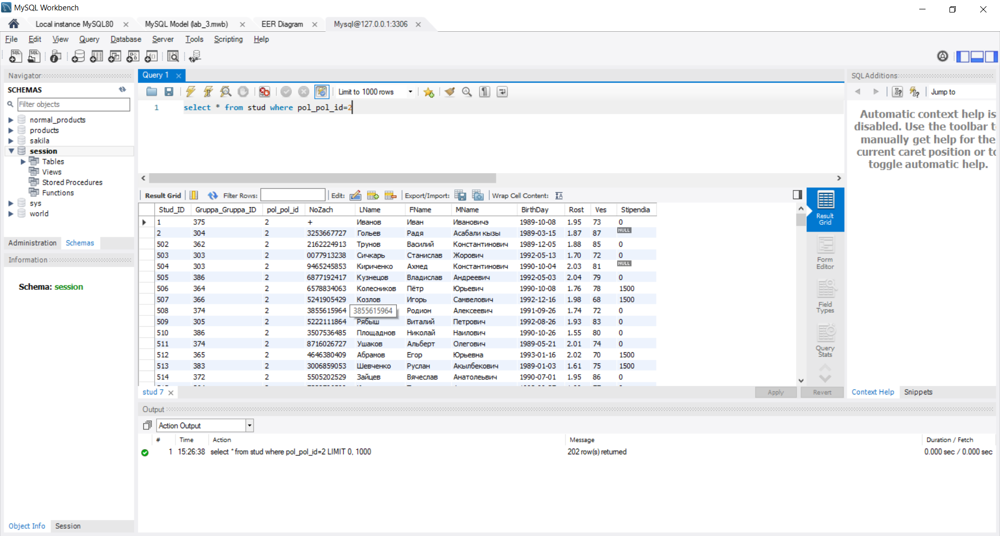 MySQL Workbench
Local instance MySQL80 MySQL Model (lab_3.mwb) EER Diagram Mysql@127.0.0.1:3306
File Edit View Query Database Server Tools Scripting Help
Navigator
SCHEMAS
Filter objects
normal_products
products
sakila
session
Tables
Views
Stored Procedures
Functions
sys
world
Administration Schemas
Information
Schema: session
Object Info Session
Query 1
Limit to 1000 rows
1 select * from stud where pol_pol_id=2
Result Grid Filter Rows: Edit: Export/Import: Wrap Cell Content:
Stud_ID Gruppa_Gruppa_ID pol_pol_id NoZach LName FName MName BirthDay Rost Ves Stipendia
1 375 2 + Иванов Иван Ивановичэ 1989-10-08 1.95 73 0
2 304 2 3253667727 Гольев Радя Асабали кызы 1989-03-15 1.87 87 NULL
502 362 2 2162224913 Трунов Василий Константинович 1989-12-05 1.88 85 0
503 303 2 0077913238 Сичкарь Станислав Жорович 1992-05-13 1.70 72 0
504 303 2 9465245853 Кириченко Ахмед Константинович 1990-10-04 2.03 81 NULL
505 386 2 6877192417 Кузнецов Владислав Андреевич 1992-05-03 2.04 79 0
506 364 2 6578834063 Колесников Пётр Юрьевич 1990-10-08 1.76 78 1500
507 366 2 5241905429 Козлов Игорь Самвелович 1992-12-16 1.98 68 1500
508 374 2 3855615964 3855615964 Родион Алексеевич 1991-09-26 1.74 72 0
509 305 2 5222111864 Рябыш Виталий Петрович 1992-08-26 1.93 83 0
510 386 2 3507536485 Площаднов Николай Наилович 1990-10-26 1.55 80 0
511 374 2 8716026727 Ушаков Альберт Олегович 1989-05-21 2.01 74 0
512 365 2 4646380409 Абрамов Егор Юрьевна 1993-01-16 2.02 70 1500
513 383 2 3006859053 Шевченко Руслан Акылбекович 1989-01-03 1.61 75 1500
514 372 2 5505202529 Зайцев Вячеслав Анатолеьвич 1990-07-01 1.95 86 0
Result Grid
Form Editor
Field Types
Query Stats
stud 7 Apply Revert
SQLAdditions
Jump to
Automatic context help is
disabled. Use the toolbar t
manually get help for the
current caret position or to
toggle automatic help.
Context Help Snippets
Output
Action Output
# Time Action Message Duration / Fetch
1 15:26:38 select * from stud where pol_pol_id=2 LIMIT 0, 1000 202 row(s) returned 0.000 sec / 0.000 sec